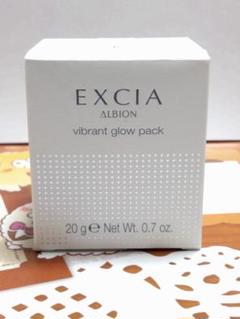 EXCIA
ALBION
vibrant glow pack
20 g ℮ Net Wt. 0.7 oz.